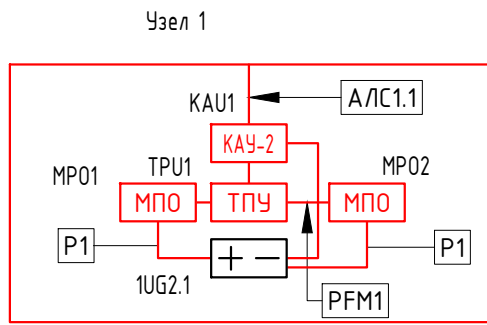 Узел 1
KAU1
АЛС1.1
КАУ-2
MP01
TPU1
MP02
МПО
ТПУ
МПО
P1
+ −
P1
1UG2.1
PFM1